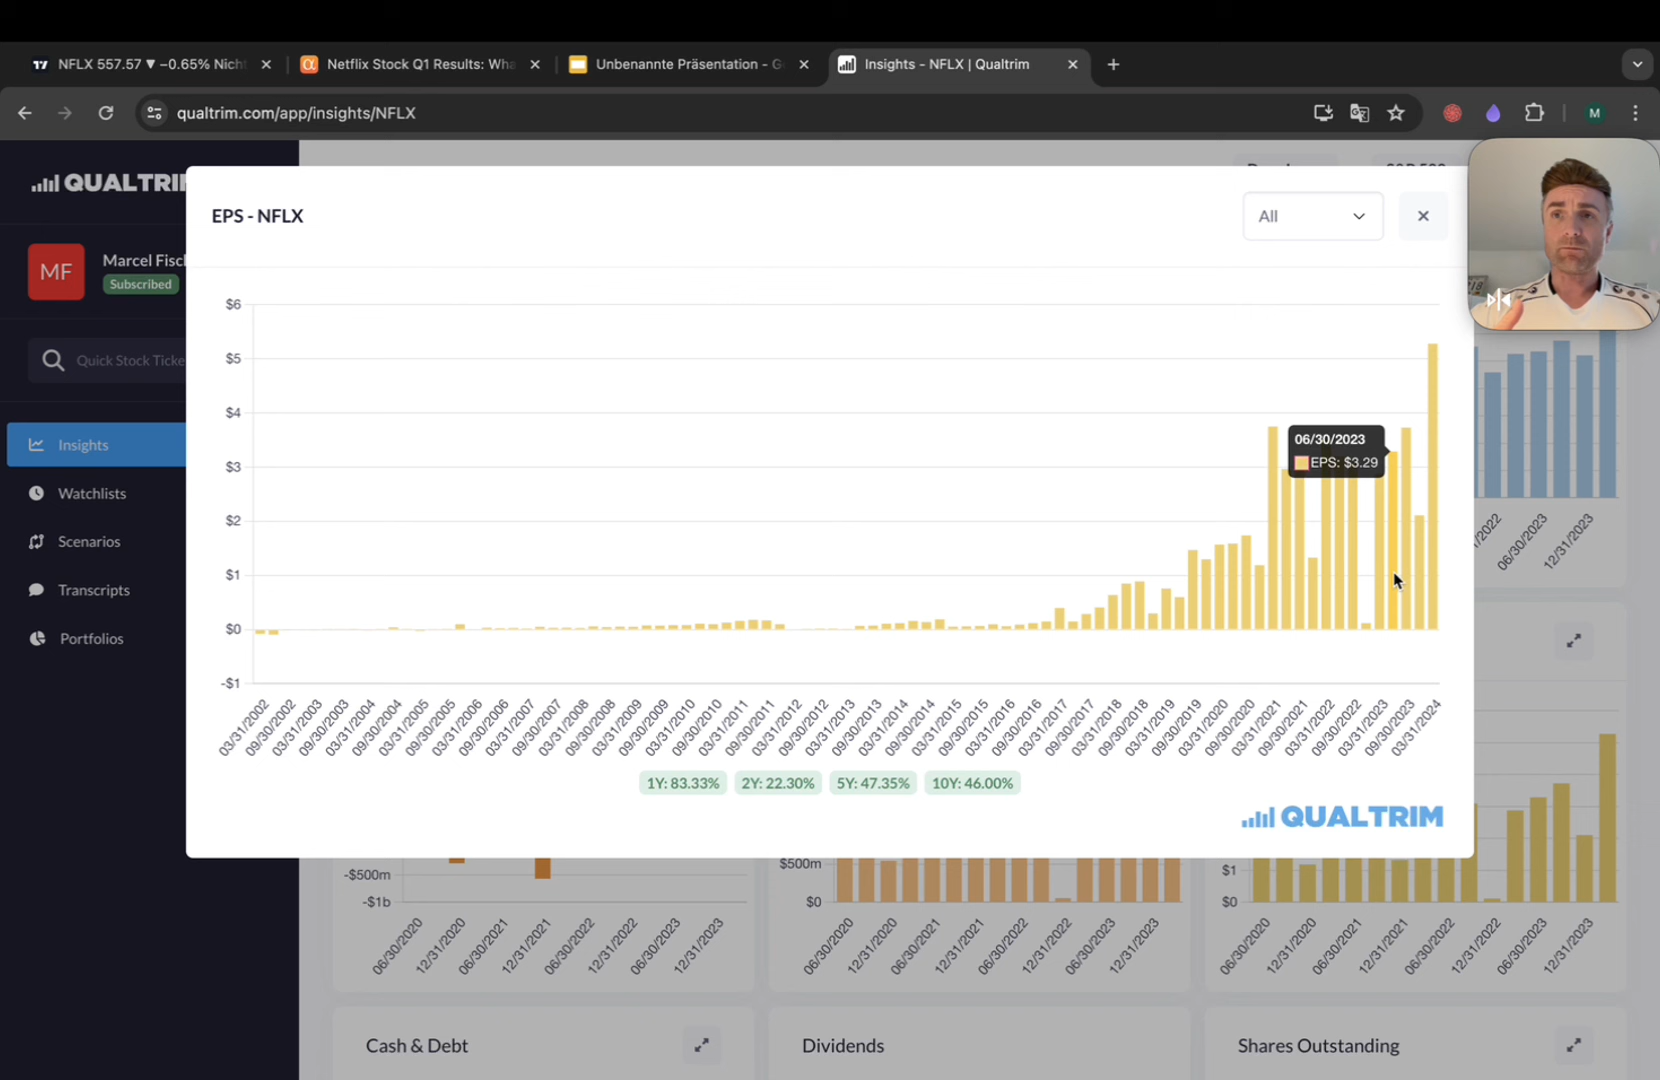 NFLX 557.57 ▼ −0.65% Nich
Netflix Stock Q1 Results: Wha
Unbenannte Präsentation - G
Insights - NFLX | Qualtrim
qualtrim.com/app/insights/NFLX
M
QUALTRIM
MF
Marcel Fisch
Subscribed
Quick Stock Ticke
Insights
Watchlists
Scenarios
Transcripts
Portfolios
EPS - NFLX
All
$6
$5
$4
$3
$2
$1
$0
-$1
06/30/2023
EPS: $3.29
03/31/2002
09/30/2002
03/31/2003
09/30/2003
03/31/2004
09/30/2004
03/31/2005
09/30/2005
03/31/2006
09/30/2006
03/31/2007
09/30/2007
03/31/2008
09/30/2008
03/31/2009
09/30/2009
03/31/2010
09/30/2010
03/31/2011
09/30/2011
03/31/2012
09/30/2012
03/31/2013
09/30/2013
03/31/2014
09/30/2014
03/31/2015
09/30/2015
03/31/2016
09/30/2016
03/31/2017
09/30/2017
03/31/2018
09/30/2018
03/31/2019
09/30/2019
03/31/2020
09/30/2020
03/31/2021
09/30/2021
03/31/2022
09/30/2022
03/31/2023
09/30/2023
03/31/2024
1Y: 83.33%
2Y: 22.30%
5Y: 47.35%
10Y: 46.00%
QUALTRIM
/2022
06/30/2023
12/31/2023
-$500m
-$1b
06/30/2020
12/31/2020
06/30/2021
12/31/2021
06/30/2022
12/31/2022
06/30/2023
12/31/2023
$500m
$0
06/30/2020
12/31/2020
06/30/2021
12/31/2021
06/30/2022
12/31/2022
06/30/2023
12/31/2023
$1
$0
06/30/2020
12/31/2020
06/30/2021
12/31/2021
06/30/2022
12/31/2022
06/30/2023
12/31/2023
Cash & Debt
Dividends
Shares Outstanding